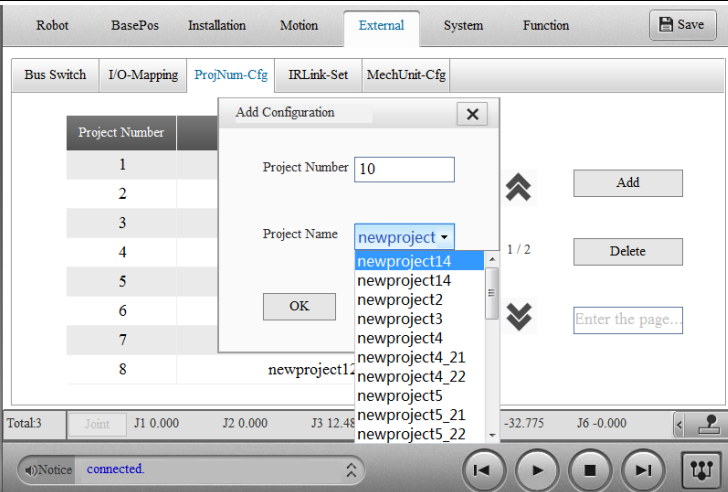 Robot BasePos Installation Motion External System Function Save
Bus Switch I/O-Mapping ProjNum-Cfg IRLink-Set MechUnit-Cfg
Add Configuration
Project Number
Project Number 10
1
2
3
4
5
6
7
8 newproject12
Project Name newproject
newproject14
newproject14
newproject2
newproject3
newproject4
newproject4_21
newproject4_22
newproject5
newproject5_21
newproject5_22
OK
Add
1 / 2
Delete
Enter the page...
Total:3 Joint J1 0.000 J2 0.000 J3 12.48 -32.775 J6 -0.000
Notice connected.